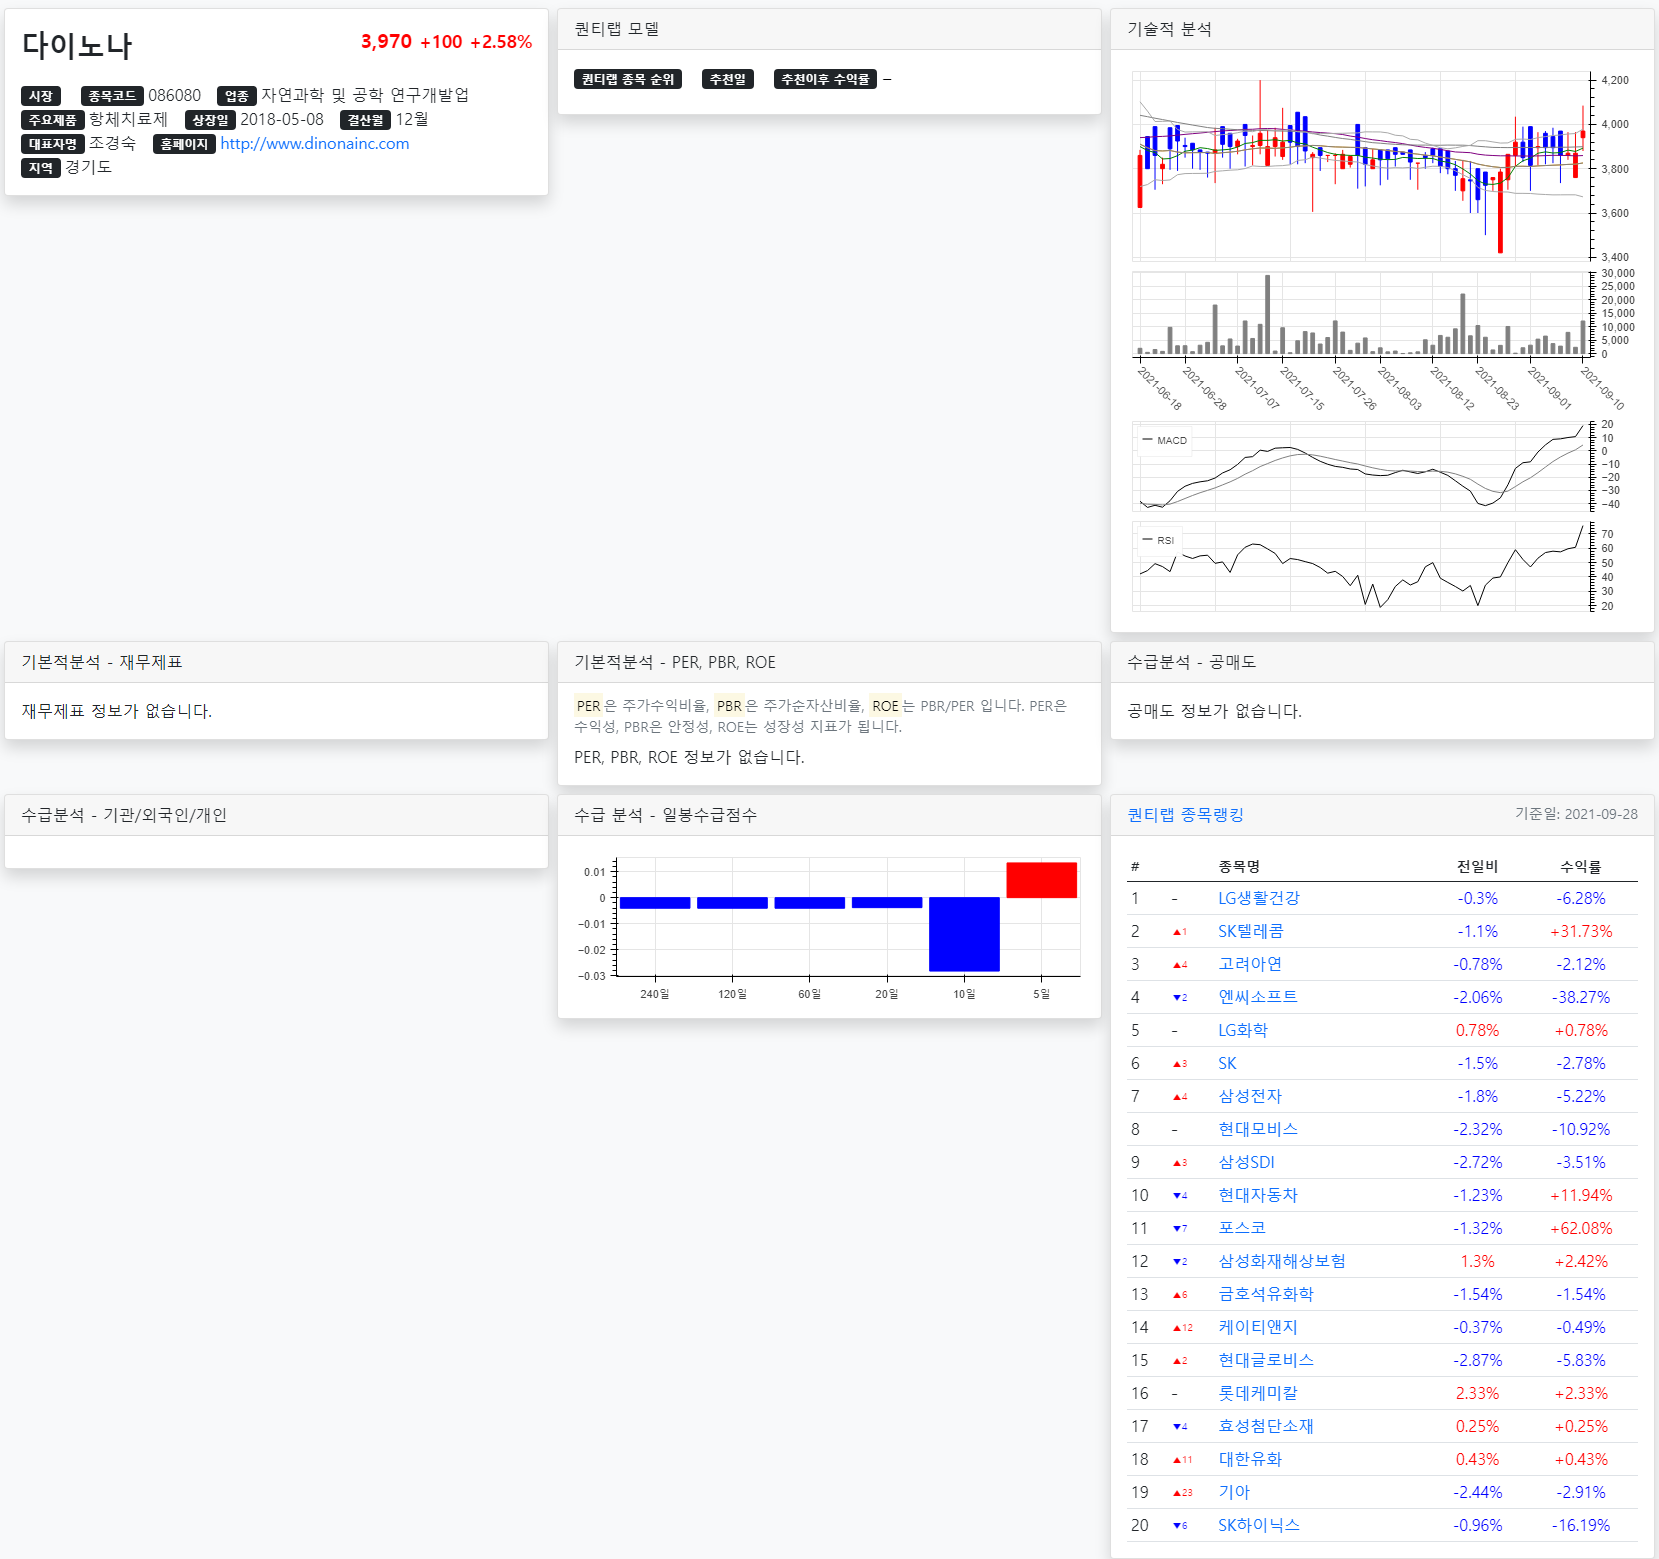 다이노나
3,970 +100 +2.58%
시장 종목코드 086080 업종 자연과학 및 공학 연구개발업
주요제품 항체치료제 상장일 2018-05-08 결산월 12월
대표자명 조경숙 홈페이지 http://www.dinonainc.com
지역 경기도
퀀티랩 모델
퀀티랩 종목 순위 추천일 추천이후 수익률 –
기술적 분석
4,200
4,000
3,800
3,600
3,400
30,000
25,000
20,000
15,000
10,000
5,000
0
2021-06-18
2021-06-28
2021-07-07
2021-07-15
2021-07-26
2021-08-03
2021-08-12
2021-08-23
2021-09-01
2021-09-10
MACD
20
10
0
−10
−20
−30
−40
RSI
70
60
50
40
30
20
기본적분석 - 재무제표
재무제표 정보가 없습니다.
기본적분석 - PER, PBR, ROE
PER은 주가수익비율, PBR은 주가순자산비율, ROE는 PBR/PER 입니다. PER은
수익성, PBR은 안정성, ROE는 성장성 지표가 됩니다.
PER, PBR, ROE 정보가 없습니다.
수급분석 - 공매도
공매도 정보가 없습니다.
수급분석 - 기관/외국인/개인
수급 분석 - 일봉수급점수
0.01
0
−0.01
−0.02
−0.03
240일 120일 60일 20일 10일 5일
퀀티랩 종목랭킹 기준일: 2021-09-28
# 종목명 전일비 수익률
1 - LG생활건강 -0.3% -6.28%
2 ▲1 SK텔레콤 -1.1% +31.73%
3 ▲4 고려아연 -0.78% -2.12%
4 ▼2 엔씨소프트 -2.06% -38.27%
5 - LG화학 0.78% +0.78%
6 ▲3 SK -1.5% -2.78%
7 ▲4 삼성전자 -1.8% -5.22%
8 - 현대모비스 -2.32% -10.92%
9 ▲3 삼성SDI -2.72% -3.51%
10 ▼4 현대자동차 -1.23% +11.94%
11 ▼7 포스코 -1.32% +62.08%
12 ▼2 삼성화재해상보험 1.3% +2.42%
13 ▲6 금호석유화학 -1.54% -1.54%
14 ▲12 케이티앤지 -0.37% -0.49%
15 ▲2 현대글로비스 -2.87% -5.83%
16 - 롯데케미칼 2.33% +2.33%
17 ▼4 효성첨단소재 0.25% +0.25%
18 ▲11 대한유화 0.43% +0.43%
19 ▲23 기아 -2.44% -2.91%
20 ▼6 SK하이닉스 -0.96% -16.19%